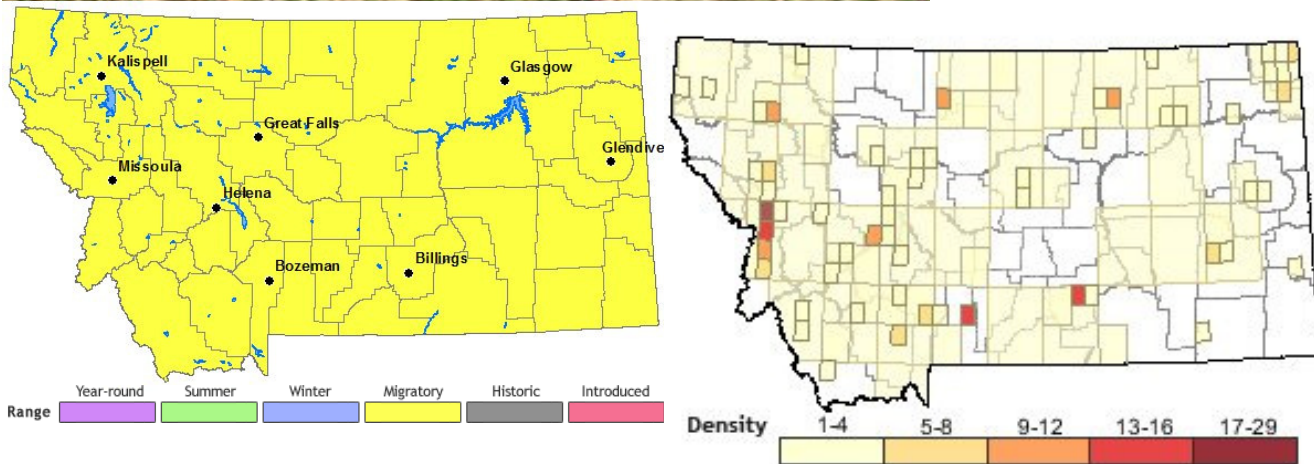 Kalispell
Glasgow
Great Falls
Glendive
Missoula
Helena
Bozeman
Billings
Year-round Summer Winter Migratory Historic Introduced
Range
Density 1-4 5-8 9-12 13-16 17-29